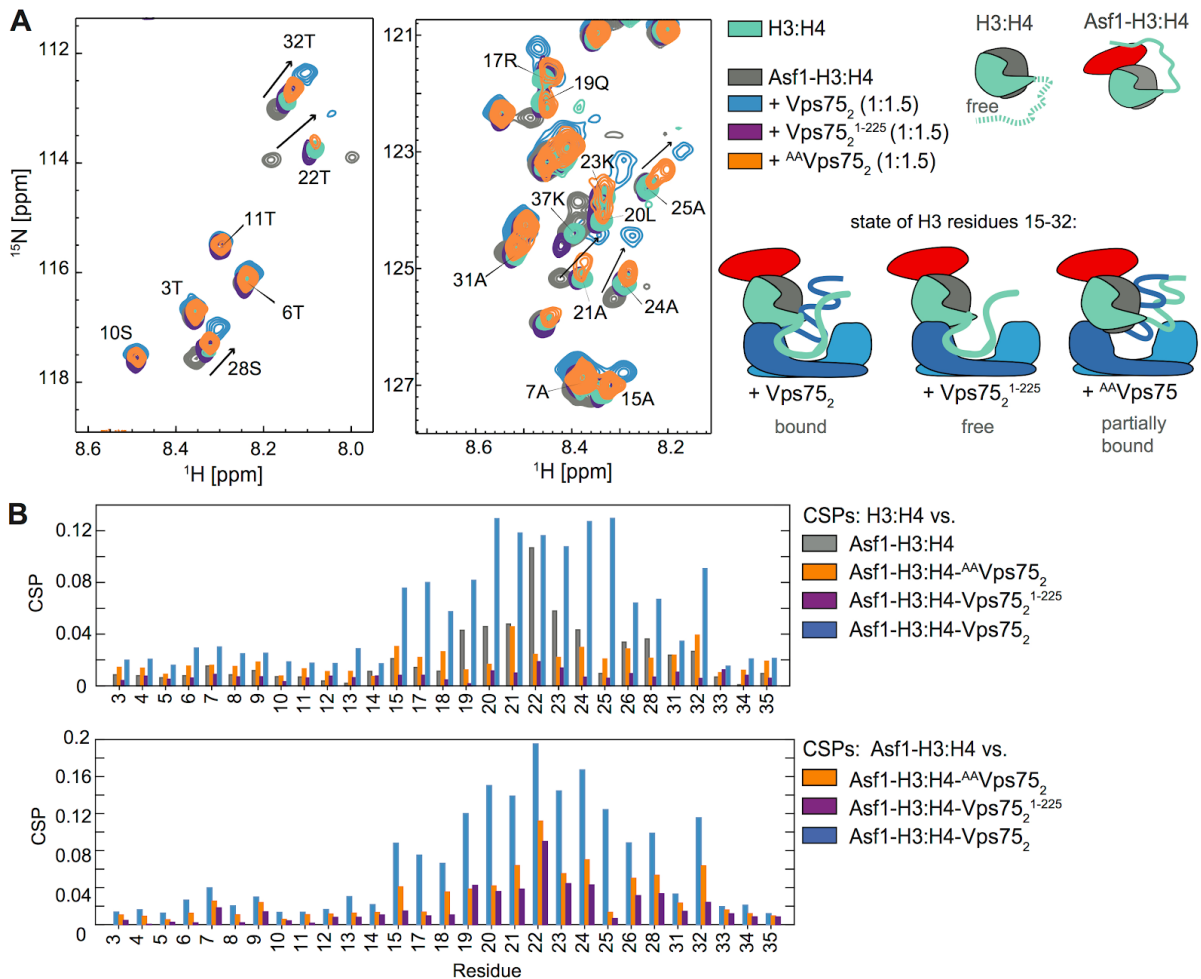 A
112
114
116
118
¹⁵N [ppm]
32T
22T
11T
3T
6T
10S
28S
8.6
8.4
8.2
8.0
¹H [ppm]
121
123
125
127
17R
19Q
23K
37K
20L
25A
31A
21A
24A
7A
15A
8.6
8.4
8.2
¹H [ppm]
H3:H4
Asf1-H3:H4
+ Vps75₂ (1:1.5)
+ Vps75₂¹⁻²²⁵ (1:1.5)
+ ᴬᴬVps75₂ (1:1.5)
H3:H4
Asf1-H3:H4
free
state of H3 residues 15-32:
+ Vps75₂
+ Vps75₂¹⁻²²⁵
+ ᴬᴬVps75
bound
free
partially
bound
B
CSP
0.12
0.08
0.04
0
3 4 5 6 7 8 9 10 11 12 13 14 15 17 18 19 20 21 22 23 24 25 26 28 31 32 33 34 35
CSPs: H3:H4 vs.
Asf1-H3:H4
Asf1-H3:H4-ᴬᴬVps75₂
Asf1-H3:H4-Vps75₂¹⁻²²⁵
Asf1-H3:H4-Vps75₂
CSP
0.2
0.16
0.12
0.08
0.04
0
3 4 5 6 7 8 9 10 11 12 13 14 15 17 18 19 20 21 22 23 24 25 26 28 31 32 33 34 35
Residue
CSPs: Asf1-H3:H4 vs.
Asf1-H3:H4-ᴬᴬVps75₂
Asf1-H3:H4-Vps75₂¹⁻²²⁵
Asf1-H3:H4-Vps75₂